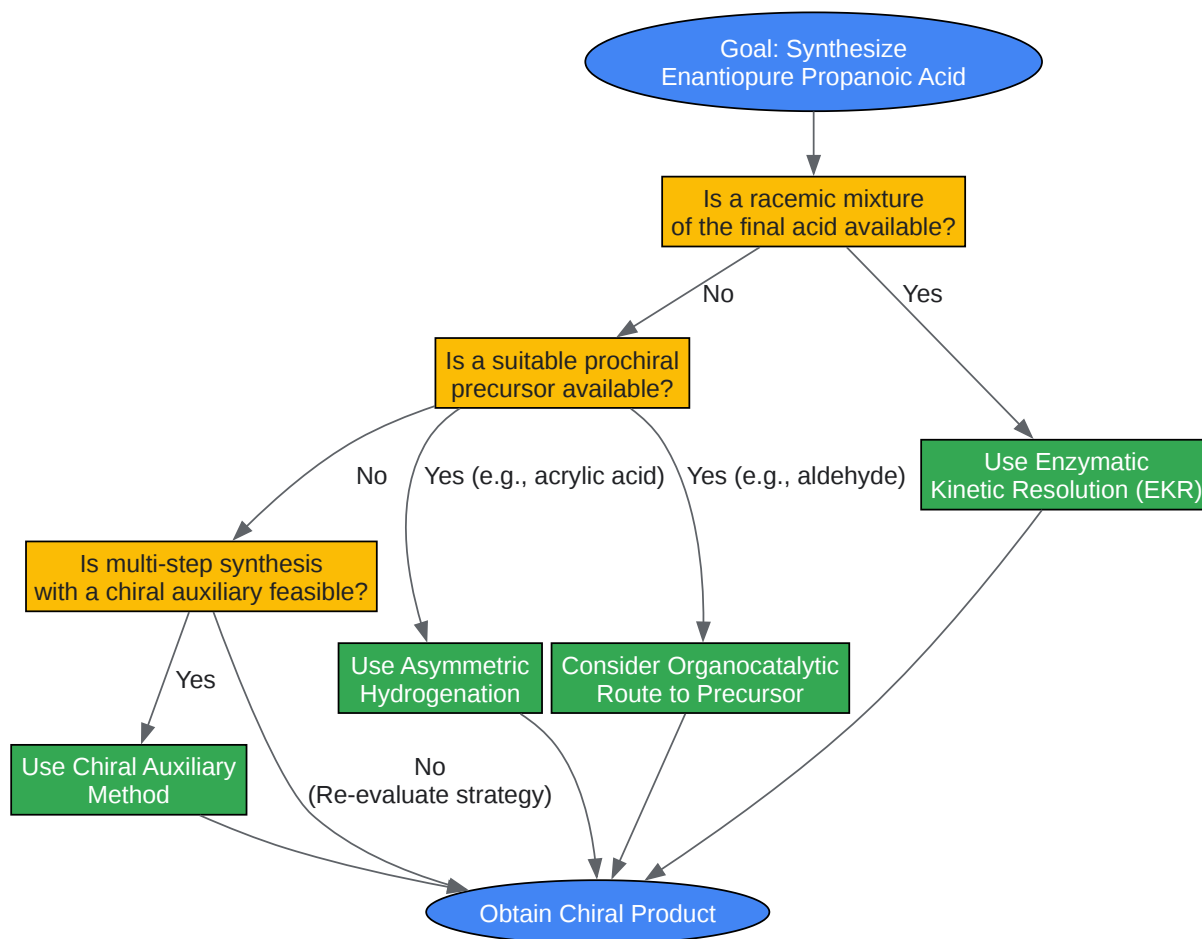 Goal: Synthesize
Enantiopure Propanoic Acid
Is a racemic mixture
of the final acid available?
No
Yes
Is a suitable prochiral
precursor available?
No
Yes (e.g., acrylic acid)
Yes (e.g., aldehyde)
Use Enzymatic
Kinetic Resolution (EKR)
Is multi-step synthesis
with a chiral auxiliary feasible?
Yes
Use Asymmetric
Hydrogenation
Consider Organocatalytic
Route to Precursor
Use Chiral Auxiliary
Method
No
(Re-evaluate strategy)
Obtain Chiral Product